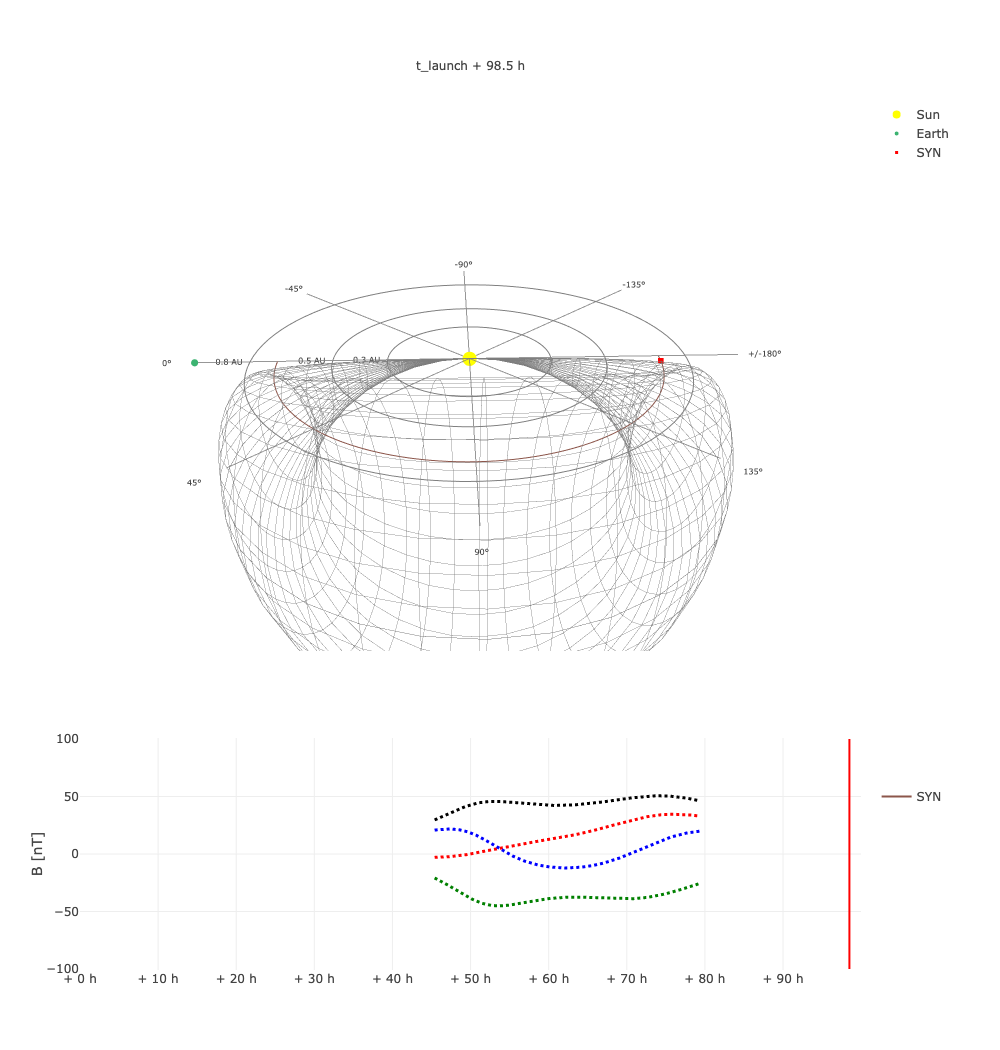 t_launch + 98.5 h
Sun
Earth
SYN
-90°
-45°
-135°
0°
0.8 AU
0.5 AU
0.3 AU
+/-180°
45°
135°
90°
100
50
0
−50
−100
B [nT]
SYN
+ 0 h
+ 10 h
+ 20 h
+ 30 h
+ 40 h
+ 50 h
+ 60 h
+ 70 h
+ 80 h
+ 90 h